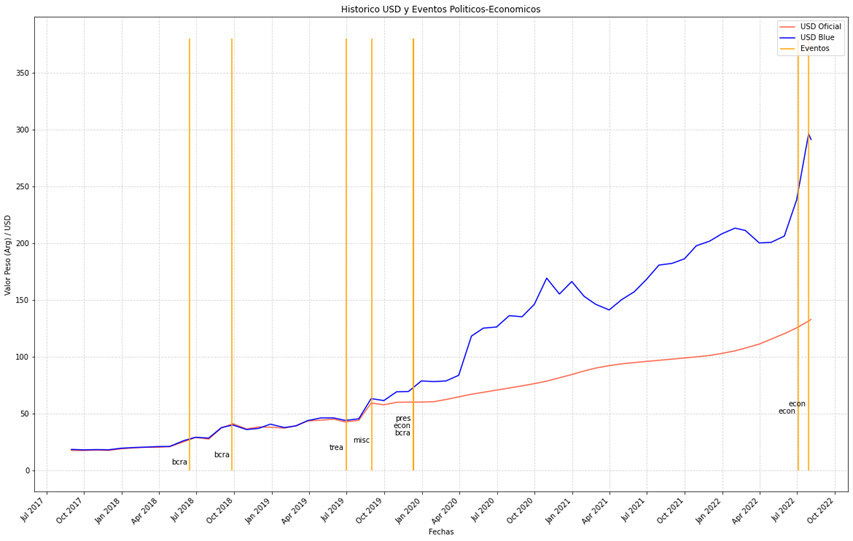 Historico USD y Eventos Politicos-Economicos
USD Oficial
USD Blue
Eventos
Valor Peso (Arg) / USD
350
300
250
200
150
100
50
0
econ
econ
pres
econ
bcra
misc
trea
bcra
bcra
Jul 2017
Oct 2017
Jan 2018
Apr 2018
Jul 2018
Oct 2018
Jan 2019
Apr 2019
Jul 2019
Oct 2019
Jan 2020
Apr 2020
Jul 2020
Oct 2020
Jan 2021
Apr 2021
Jul 2021
Oct 2021
Jan 2022
Apr 2022
Jul 2022
Oct 2022
Fechas